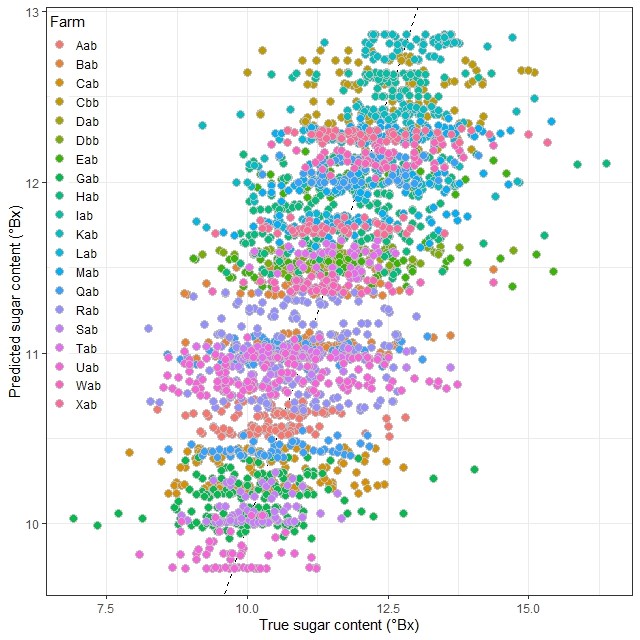 13
Farm
Aab
Bab
Cab
Cbb
Dab
Dbb
Eab
Gab
Hab
Iab
Kab
Lab
Mab
Qab
Rab
Sab
Tab
Uab
Wab
Xab
12
11
10
Predicted sugar content (°Bx)
7.5
10.0
12.5
15.0
True sugar content (°Bx)